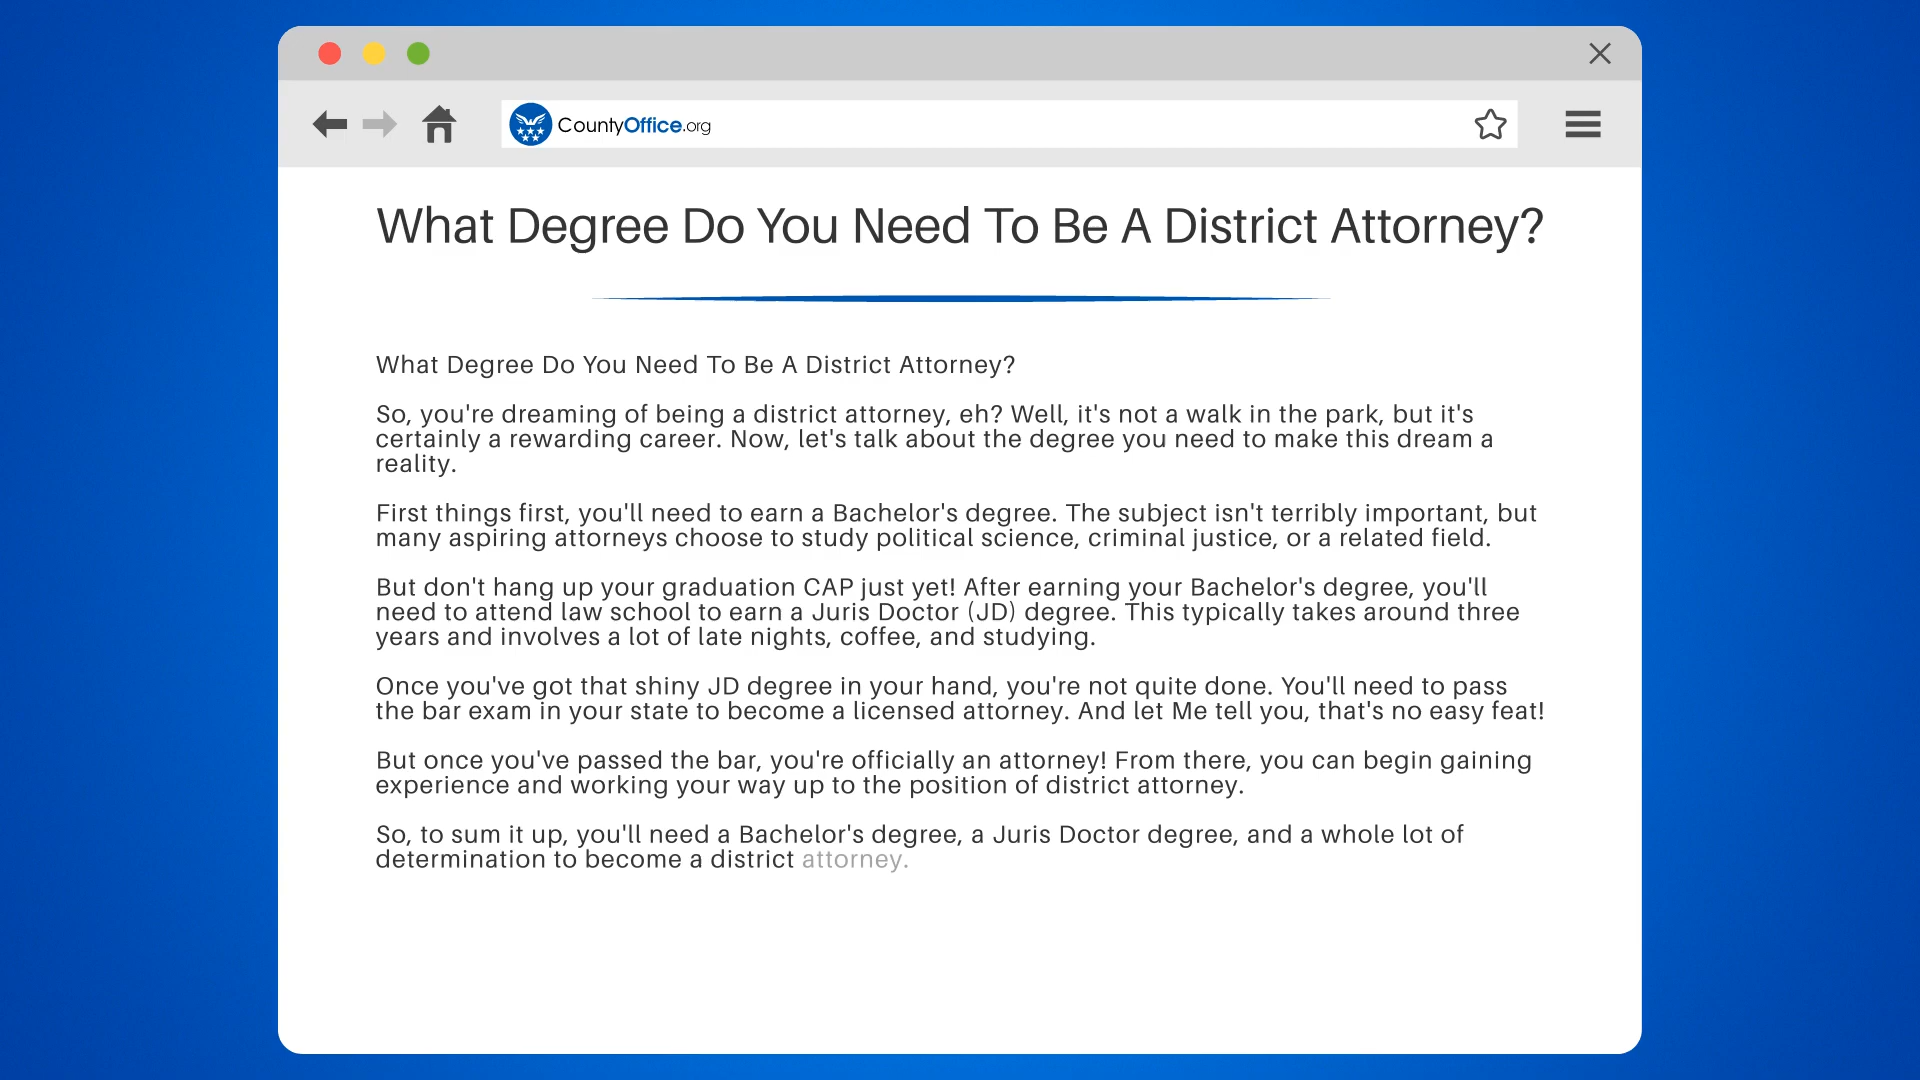 CountyOffice.org
What Degree Do You Need To Be A District Attorney?
What Degree Do You Need To Be A District Attorney?
So, you're dreaming of being a district attorney, eh? Well, it's not a walk in the park, but it's
certainly a rewarding career. Now, let's talk about the degree you need to make this dream a
reality.
First things first, you'll need to earn a Bachelor's degree. The subject isn't terribly important, but
many aspiring attorneys choose to study political science, criminal justice, or a related field.
But don't hang up your graduation CAP just yet! After earning your Bachelor's degree, you'll
need to attend law school to earn a Juris Doctor (JD) degree. This typically takes around three
years and involves a lot of late nights, coffee, and studying.
Once you've got that shiny JD degree in your hand, you're not quite done. You'll need to pass
the bar exam in your state to become a licensed attorney. And let Me tell you, that's no easy feat!
But once you've passed the bar, you're officially an attorney! From there, you can begin gaining
experience and working your way up to the position of district attorney.
So, to sum it up, you'll need a Bachelor's degree, a Juris Doctor degree, and a whole lot of
determination to become a district attorney.